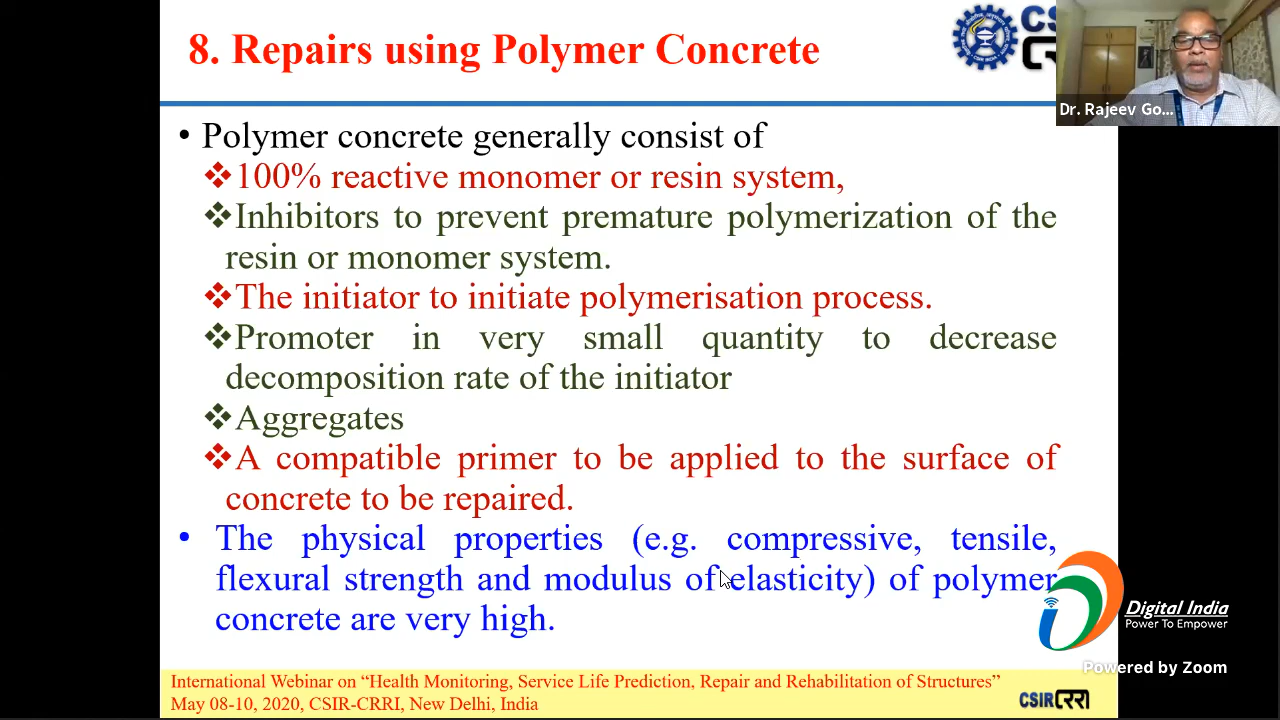 8. Repairs using Polymer Concrete
CS
CR
Dr. Rajeev Go...
• Polymer concrete generally consist of
❖100% reactive monomer or resin system,
❖Inhibitors to prevent premature polymerization of the
resin or monomer system.
❖The initiator to initiate polymerisation process.
❖Promoter in very small quantity to decrease
decomposition rate of the initiator
❖Aggregates
❖A compatible primer to be applied to the surface of
concrete to be repaired.
• The physical properties (e.g. compressive, tensile,
flexural strength and modulus of elasticity) of polymer
concrete are very high.
Digital India
Power To Empower
Powered by Zoom
International Webinar on “Health Monitoring, Service Life Prediction, Repair and Rehabilitation of Structures”
May 08-10, 2020, CSIR-CRRI, New Delhi, India
CSIR CRRI